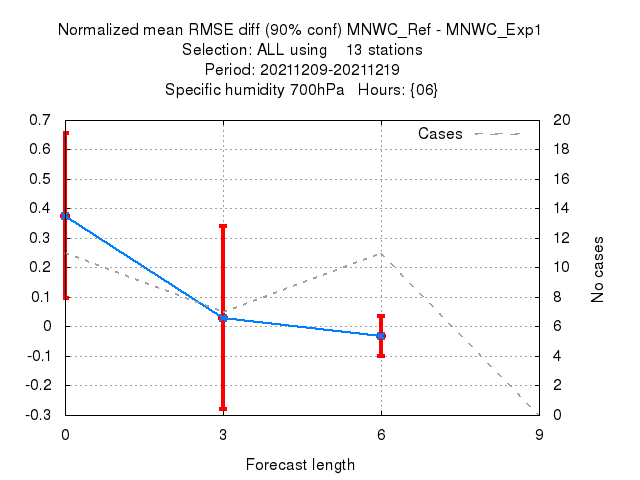 Normalized mean RMSE diff (90% conf) MNWC_Ref - MNWC_Exp1
Selection: ALL using    13 stations
Period: 20211209-20211219
Specific humidity 700hPa   Hours: {06}
0.7
0.6
0.5
0.4
0.3
0.2
0.1
0
-0.1
-0.2
-0.3
Cases
20
18
16
14
12
10
8
6
4
2
0
No cases
0 3 6 9
Forecast length